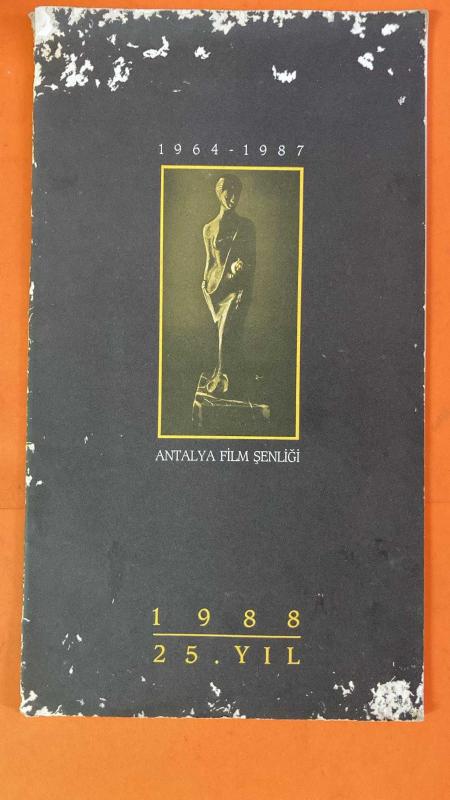 1964-1987
ANTALYA FİLM ŞENLİĞİ
1988
25.YIL